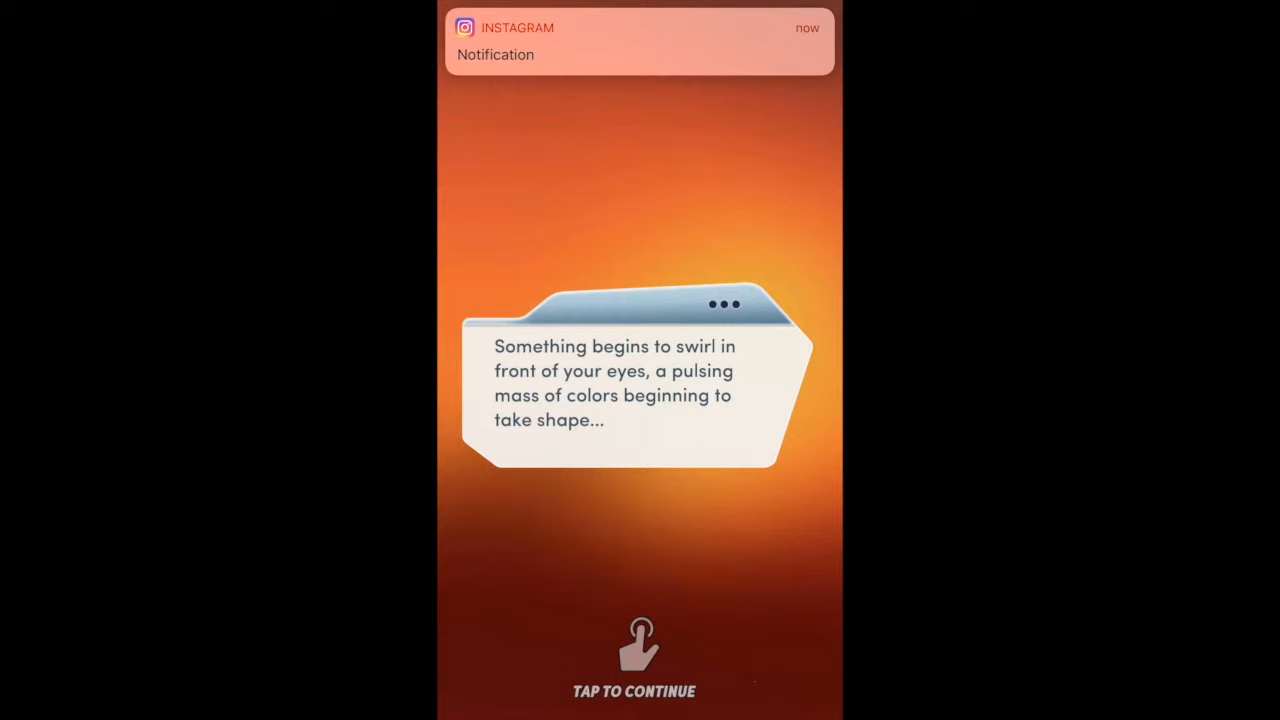 INSTAGRAM now
Notification
Something begins to swirl in
front of your eyes, a pulsing
mass of colors beginning to
take shape...
TAP TO CONTINUE